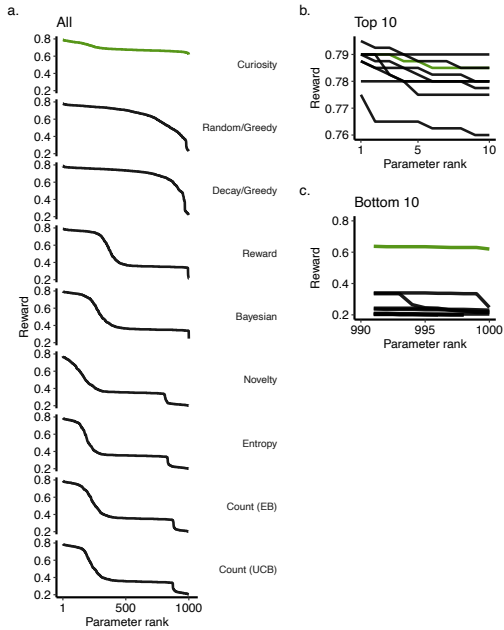 a.
All
0.8
0.6
0.4
0.2
Curiosity
0.8
0.6
0.4
0.2
Random/Greedy
0.8
0.6
0.4
0.2
Decay/Greedy
0.8
0.6
0.4
0.2
Reward
0.8
0.6
0.4
0.2
Bayesian
Reward
0.8
0.6
0.4
0.2
Novelty
0.8
0.6
0.4
0.2
Entropy
0.8
0.6
0.4
0.2
Count (EB)
0.8
0.6
0.4
0.2
Count (UCB)
1 500 1000
Parameter rank
b.
Top 10
0.79
0.78
0.77
0.76
Reward
1 5 10
Parameter rank
c.
Bottom 10
0.8
0.6
0.4
0.2
Reward
990 995 1000
Parameter rank